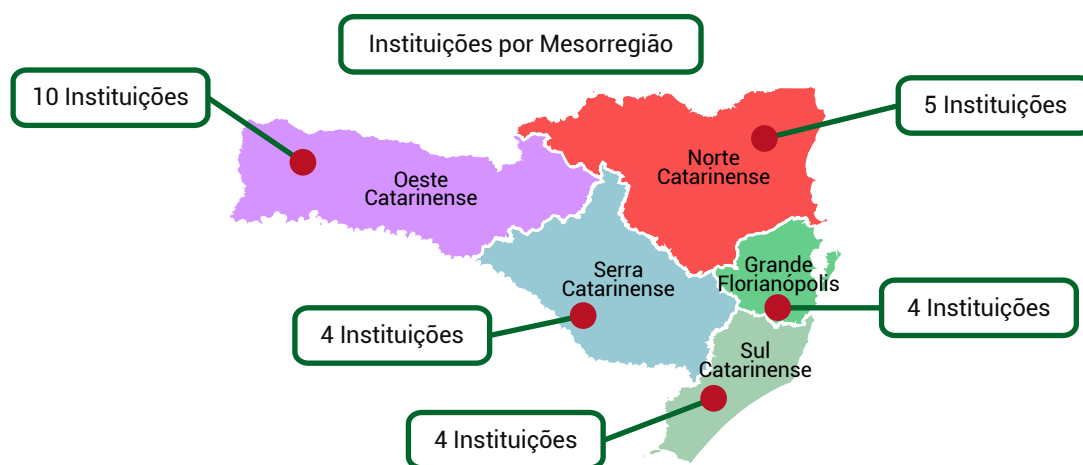 Instituições por Mesorregião
10 Instituições
5 Instituições
Oeste
Catarinense
Norte
Catarinense
Serra
Catarinense
Grande
Florianópolis
4 Instituições
4 Instituições
Sul
Catarinense
4 Instituições